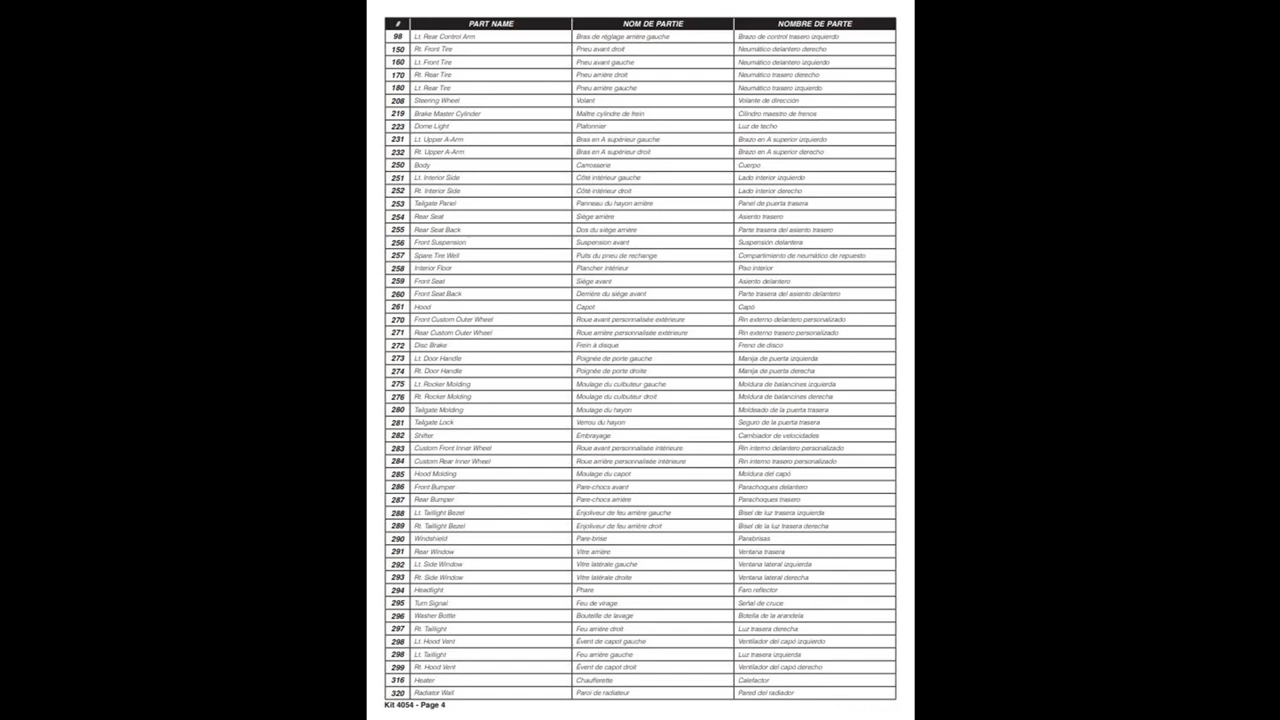 # PART NAME NOM DE PARTIE NOMBRE DE PARTE
98 Lt. Rear Control Arm Bras de réglage arrière gauche Brazo de control trasero izquierdo
150 Rt. Front Tire Pneu avant droit Neumático delantero derecho
160 Lt. Front Tire Pneu avant gauche Neumático delantero izquierdo
170 Rt. Rear Tire Pneu arrière droit Neumático trasero derecho
180 Lt. Rear Tire Pneu arrière gauche Neumático trasero izquierdo
208 Steering Wheel Volant Volante de dirección
219 Brake Master Cylinder Maître cylindre de frein Cilindro maestro de frenos
223 Dome Light Plafonnier Luz de techo
231 Lt. Upper A-Arm Bras en A supérieur gauche Brazo en A superior izquierdo
232 Rt. Upper A-Arm Bras en A supérieur droit Brazo en A superior derecho
250 Body Carrosserie Cuerpo
251 Lt. Interior Side Côté intérieur gauche Lado interior izquierdo
252 Rt. Interior Side Côté intérieur droit Lado interior derecho
253 Tailgate Panel Panneau du hayon arrière Panel de puerta trasera
254 Rear Seat Siège arrière Asiento trasero
255 Rear Seat Back Dos du siège arrière Parte trasera del asiento trasero
256 Front Suspension Suspension avant Suspensión delantera
257 Spare Tire Well Puits du pneu de rechange Compartimiento de neumático de repuesto
258 Interior Floor Plancher intérieur Piso interior
259 Front Seat Siège avant Asiento delantero
260 Front Seat Back Derrière du siège avant Parte trasera del asiento delantero
261 Hood Capot Capó
270 Front Custom Outer Wheel Roue avant personnalisée extérieure Rin externo delantero personalizado
271 Rear Custom Outer Wheel Roue arrière personnalisée extérieure Rin externo trasero personalizado
272 Disc Brake Frein à disque Freno de disco
273 Lt. Door Handle Poignée de porte gauche Manija de puerta izquierda
274 Rt. Door Handle Poignée de porte droite Manija de puerta derecha
275 Lt. Rocker Molding Moulage du culbuteur gauche Moldura de balancines izquierda
276 Rt. Rocker Molding Moulage du culbuteur droit Moldura de balancines derecha
280 Tailgate Molding Moulage du hayon Moldeado de la puerta trasera
281 Tailgate Lock Verrou du hayon Seguro de la puerta trasera
282 Shifter Embrayage Cambiador de velocidades
283 Custom Front Inner Wheel Roue avant personnalisée intérieure Rin interno delantero personalizado
284 Custom Rear Inner Wheel Roue arrière personnalisée intérieure Rin interno trasero personalizado
285 Hood Molding Moulage du capot Moldura del capó
286 Front Bumper Pare-chocs avant Parachoques delantero
287 Rear Bumper Pare-chocs arrière Parachoques trasero
288 Lt. Taillight Bezel Enjoliveur de feu arrière gauche Bisel de luz trasera izquierda
289 Rt. Taillight Bezel Enjoliveur de feu arrière droit Bisel de la luz trasera derecha
290 Windshield Pare-brise Parabrisas
291 Rear Window Vitre arrière Ventana trasera
292 Lt. Side Window Vitre latérale gauche Ventana lateral izquierda
293 Rt. Side Window Vitre latérale droite Ventana lateral derecha
294 Headlight Phare Faro reflector
295 Turn Signal Feu de virage Señal de cruce
296 Washer Bottle Bouteille de lavage Botella de la arandela
297 Rt. Taillight Feu arrière droit Luz trasera derecha
298 Lt. Hood Vent Évent de capot gauche Ventilador del capó izquierdo
298 Lt. Taillight Feu arrière gauche Luz trasera izquierda
299 Rt. Hood Vent Évent de capot droit Ventilador del capó derecho
316 Heater Chaufferette Calefactor
320 Radiator Wall Paroi de radiateur Pared del radiador
Kit 4054 - Page 4